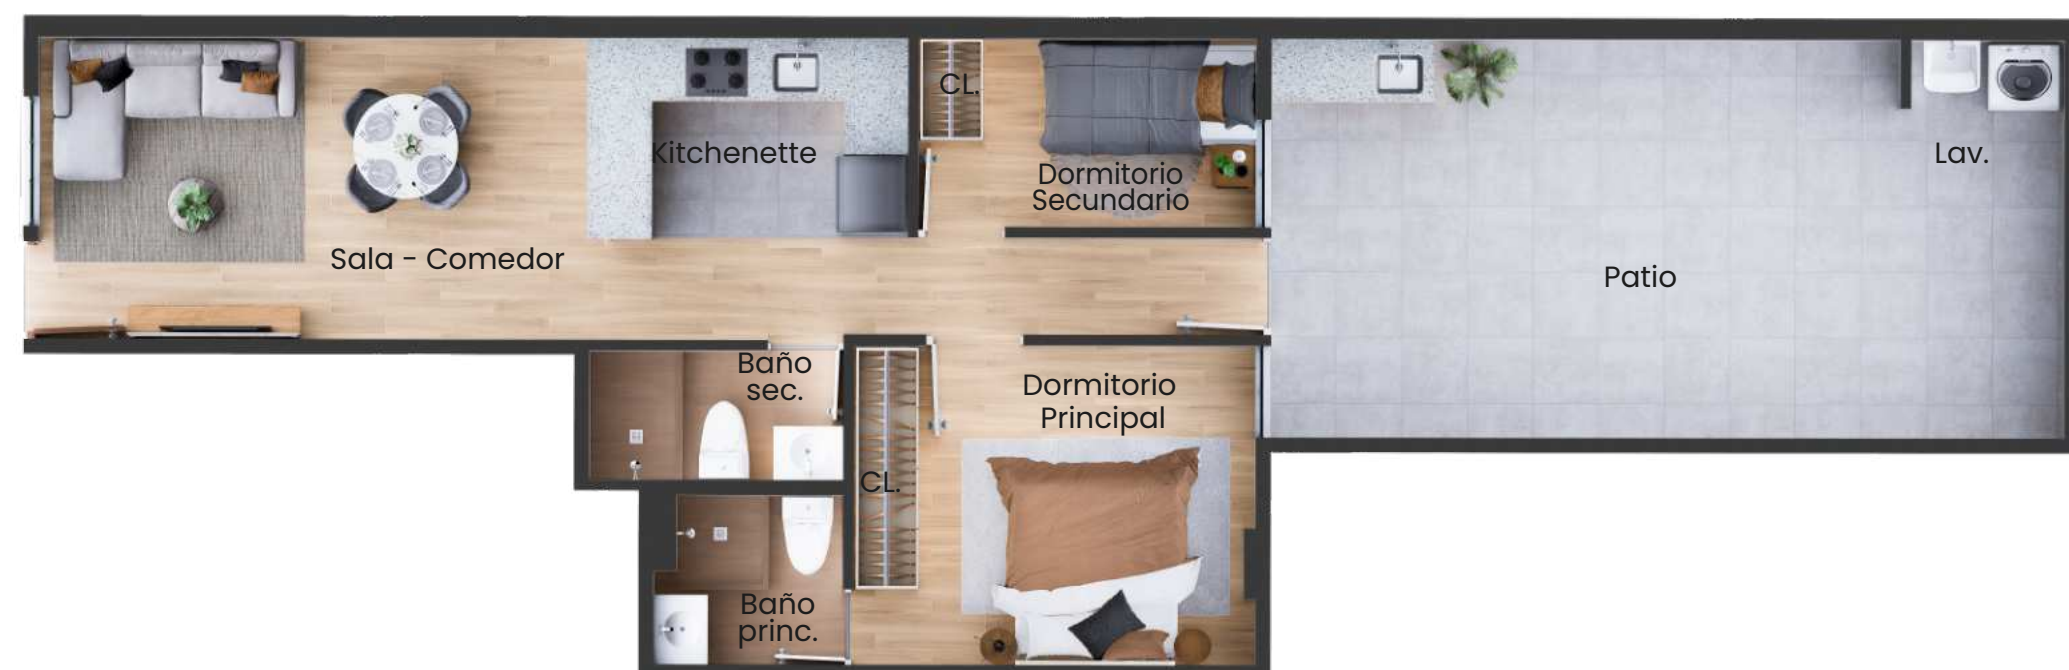 CL.
Kitchenette
Lav.
Dormitorio
Secundario
Sala - Comedor
Patio
Baño
sec.
Dormitorio
Principal
CL.
Baño
princ.